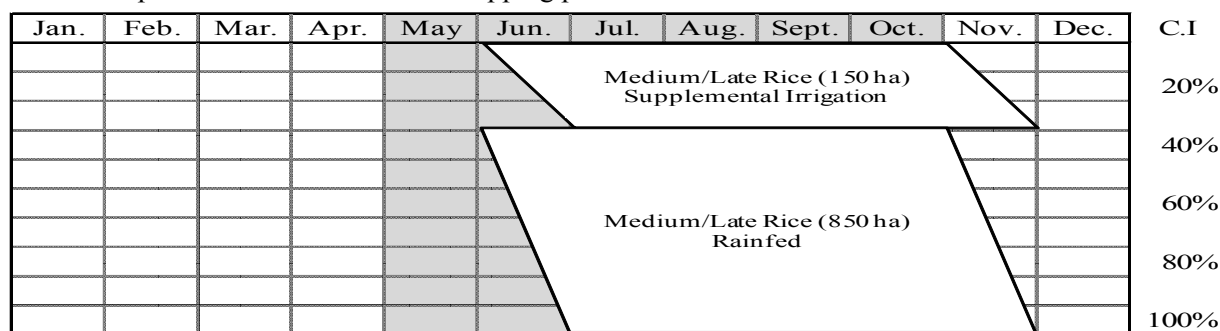 Jan. Feb. Mar. Apr. May Jun. Jul. Aug. Sept. Oct. Nov. Dec. C.I
Medium/Late Rice (150 ha)
Supplemental Irrigation
20%
40%
60%
Medium/Late Rice (850 ha)
Rainfed
80%
100%